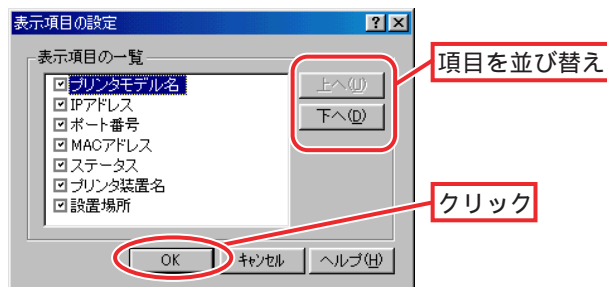 表示項目の設定
表示項目の一覧
プリンタモデル名
IPアドレス
ポート番号
MACアドレス
ステータス
プリンタ装置名
設置場所
上へ(U)
下へ(D)
項目を並び替え
クリック
OK
キャンセル
ヘルプ(H)